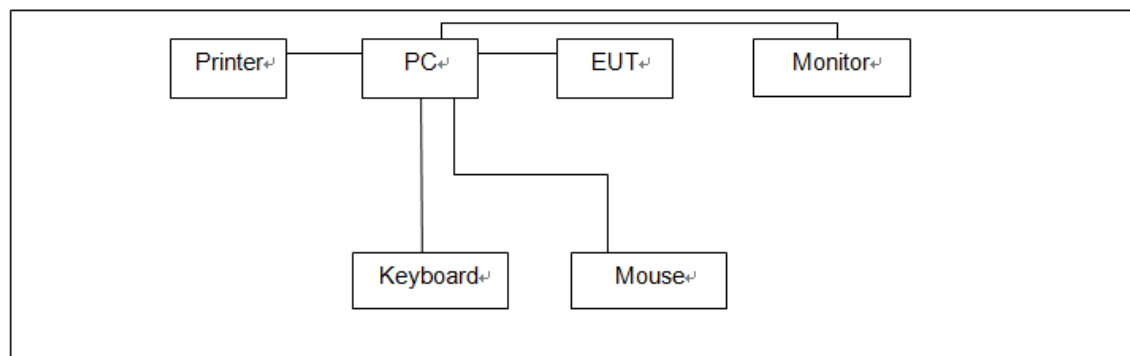 Printer
PC
EUT
Monitor
Keyboard
Mouse